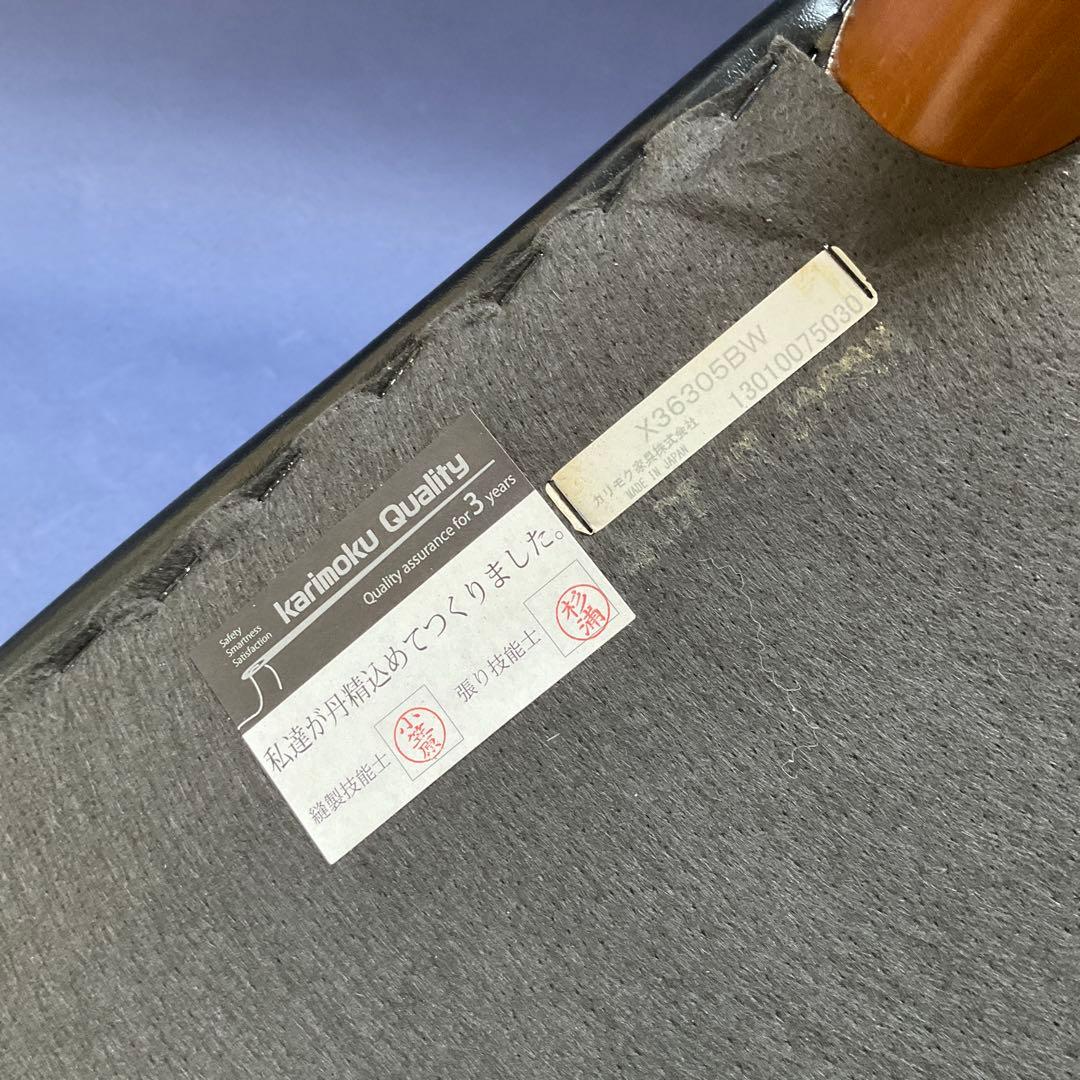 X36305BW
カリモク家具株式会社 13010075030
MADE IN JAPAN
Safety
Smartness
Satisfaction
karimoku Quality
Quality assurance for 3 years
私達が丹精込めてつくりました。
縫製技能士 小笠原 張り技能士 杉浦